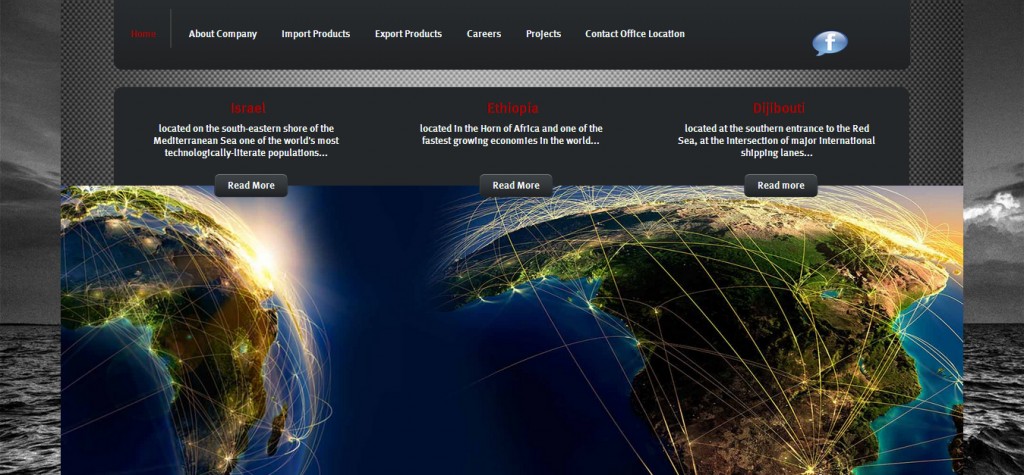 Home
About Company
Import Products
Export Products
Careers
Projects
Contact Office Location
f
Israel
located on the south-eastern shore of the
Mediterranean Sea one of the world's most
technologically-literate populations...
Read More
Ethiopia
located in the Horn of Africa and one of the
fastest growing economies in the world...
Read More
Dijibouti
located at the southern entrance to the Red
Sea, at the intersection of major international
shipping lanes...
Read more